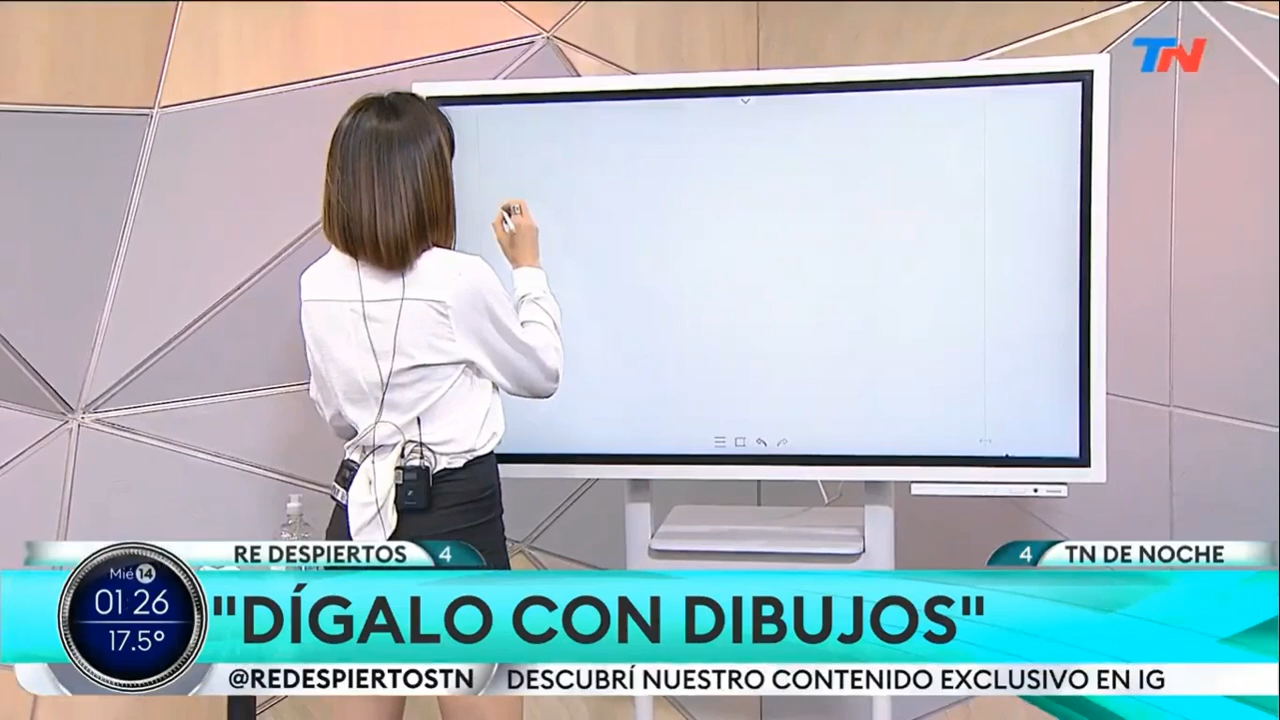 TN
RE DESPIERTOS 4
4 TN DE NOCHE
Mié 14
01 26
17.5º
"DÍGALO CON DIBUJOS"
@REDESPIERTOSTN DESCUBRÍ NUESTRO CONTENIDO EXCLUSIVO EN IG